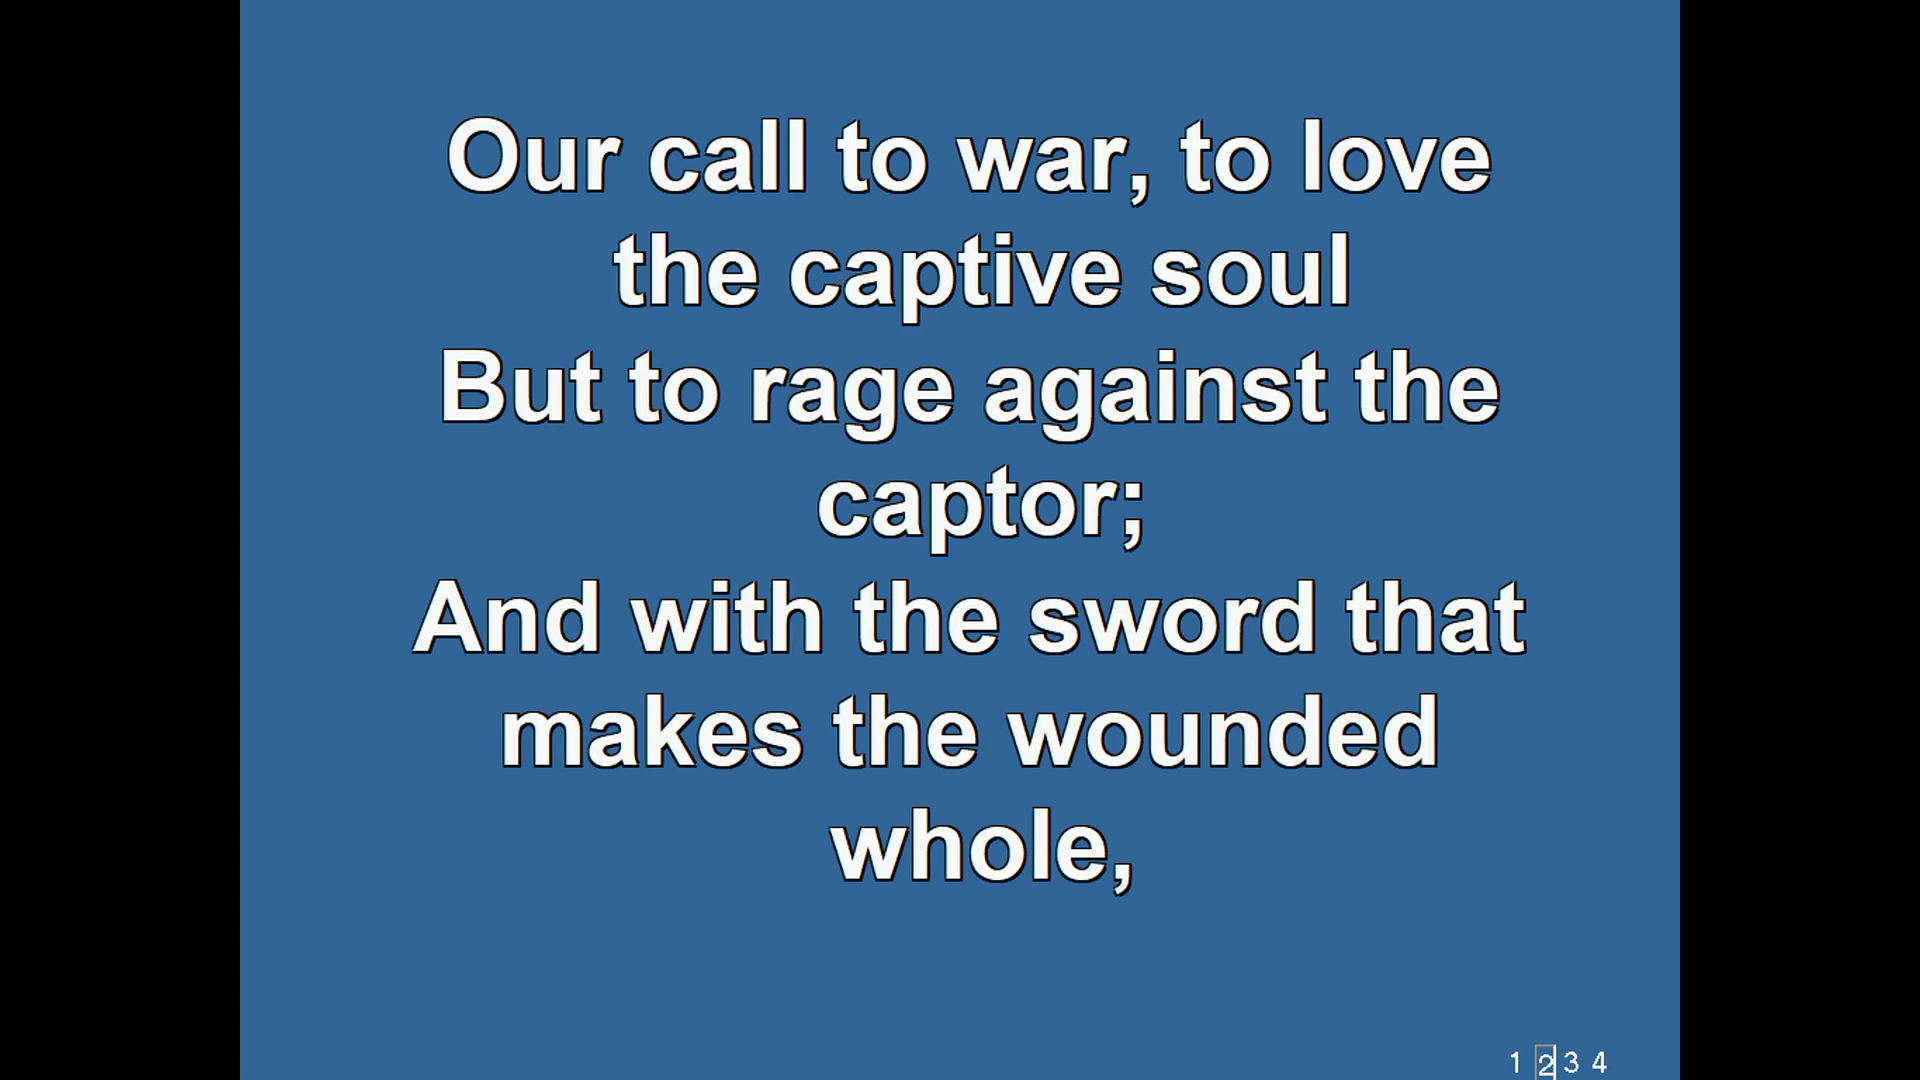 Our call to war, to love
the captive soul
But to rage against the
captor;
And with the sword that
makes the wounded
whole,
1 2 3 4